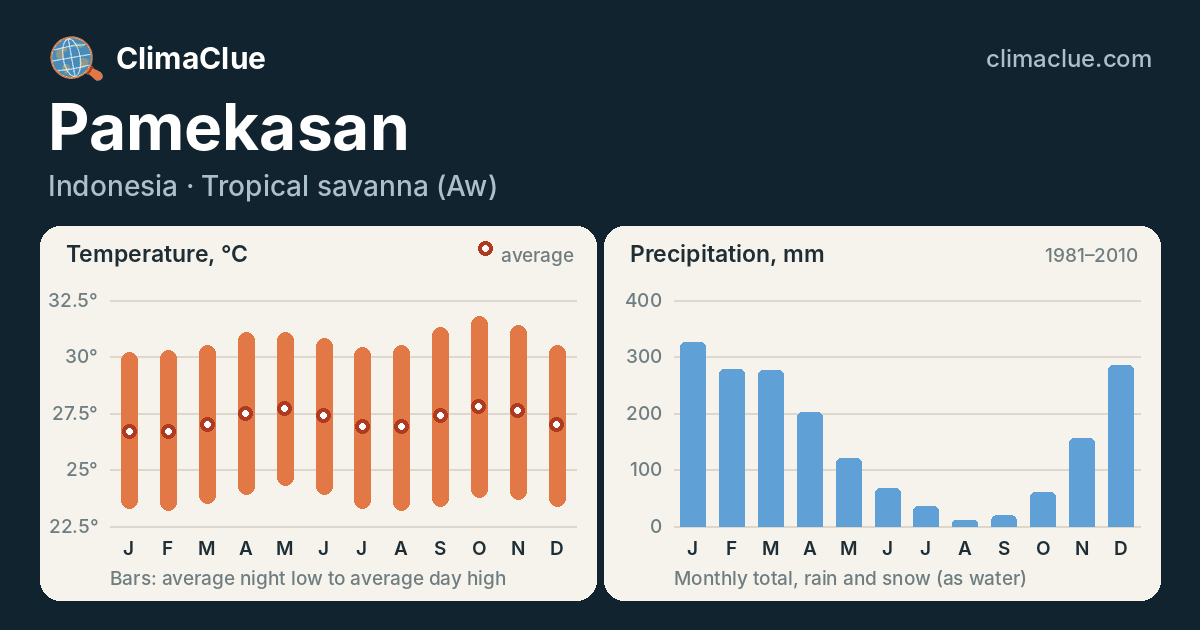 ClimaClue
climaclue.com
Pamekasan
Indonesia · Tropical savanna (Aw)
Temperature, °C
average
32.5°
30°
27.5°
25°
22.5°
J F M A M J J A S O N D
Bars: average night low to average day high
Precipitation, mm
1981–2010
400
300
200
100
0
J F M A M J J A S O N D
Monthly total, rain and snow (as water)